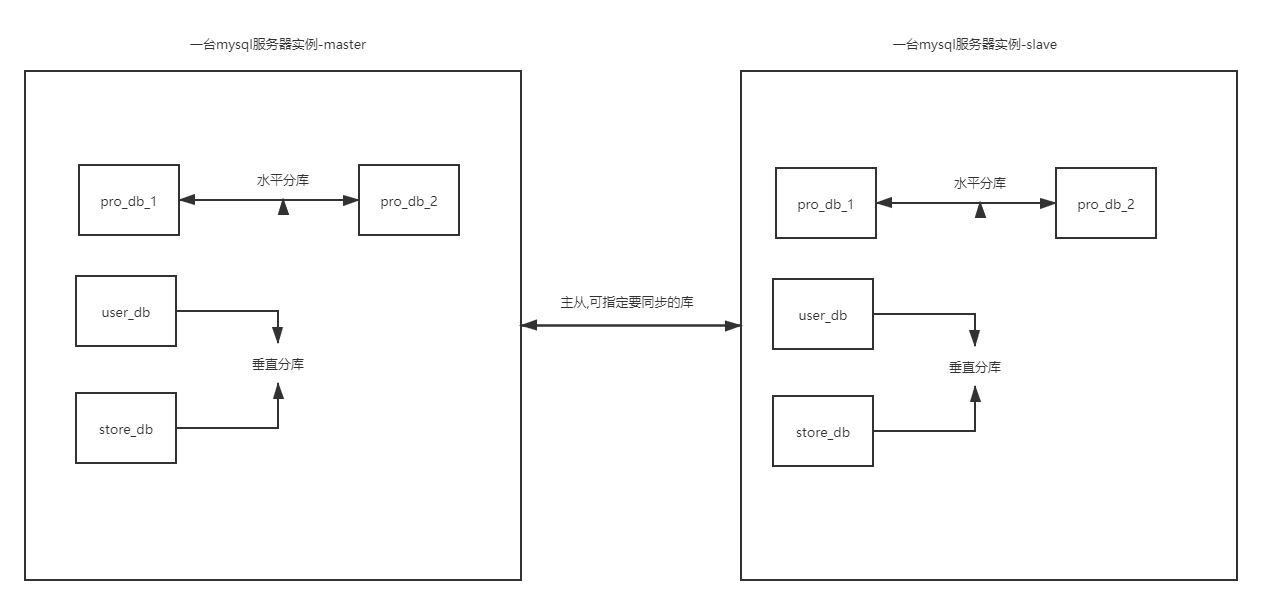 一台mysql服务器实例-master
一台mysql服务器实例-slave
水平分库
pro_db_1
pro_db_2
user_db
垂直分库
store_db
主从,可指定要同步的库
水平分库
pro_db_1
pro_db_2
user_db
垂直分库
store_db